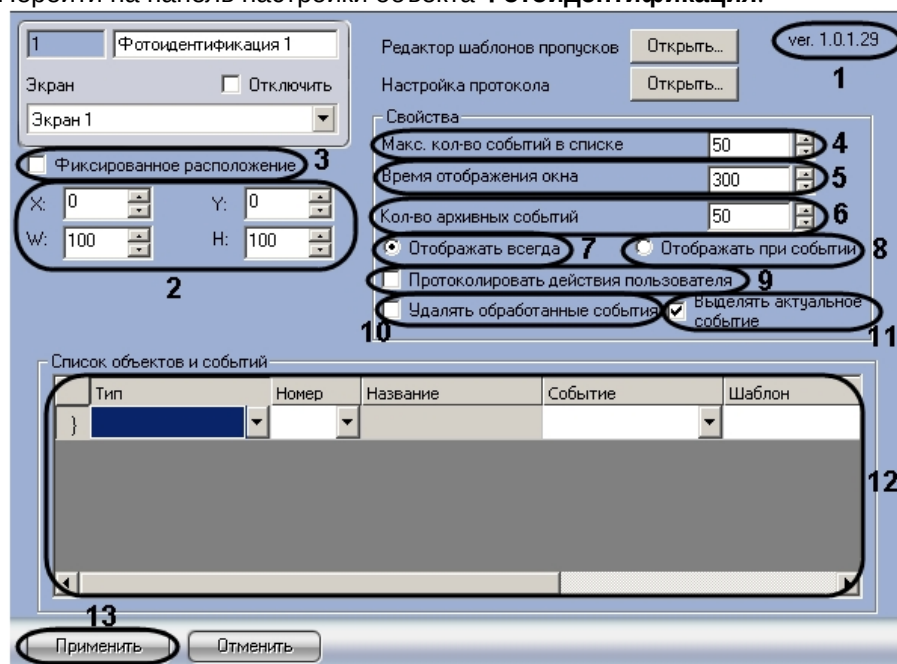 Перейти на панель настройки объекта Фотоидентификация.
1 Фотоидентификация 1
Экран Отключить
Экран 1
Фиксированное расположение 3
X: 0 Y: 0
W: 100 H: 100
2
Редактор шаблонов пропусков Открыть...
Настройка протокола Открыть...
ver. 1.0.1.29
1
Свойства
Макс. кол-во событий в списке 50 4
Время отображения окна 300 5
Кол-во архивных событий 50 6
Отображать всегда 7 Отображать при событии 8
Протоколировать действия пользователя 9
Удалять обработанные события
10
Выделять актуальное
событие
11
Список объектов и событий
Тип Номер Название Событие Шаблон
}
12
13
Применить Отменить